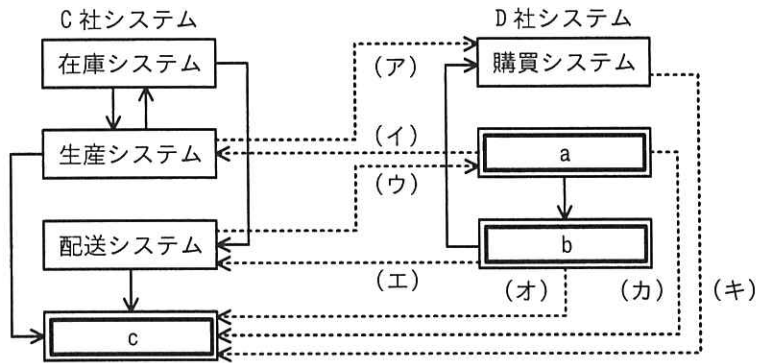 C社システム
D社システム
在庫システム
購買システム
(ア)
(イ)
生産システム
a
(ウ)
配送システム
b
(エ)
(オ)
(カ)
(キ)
c